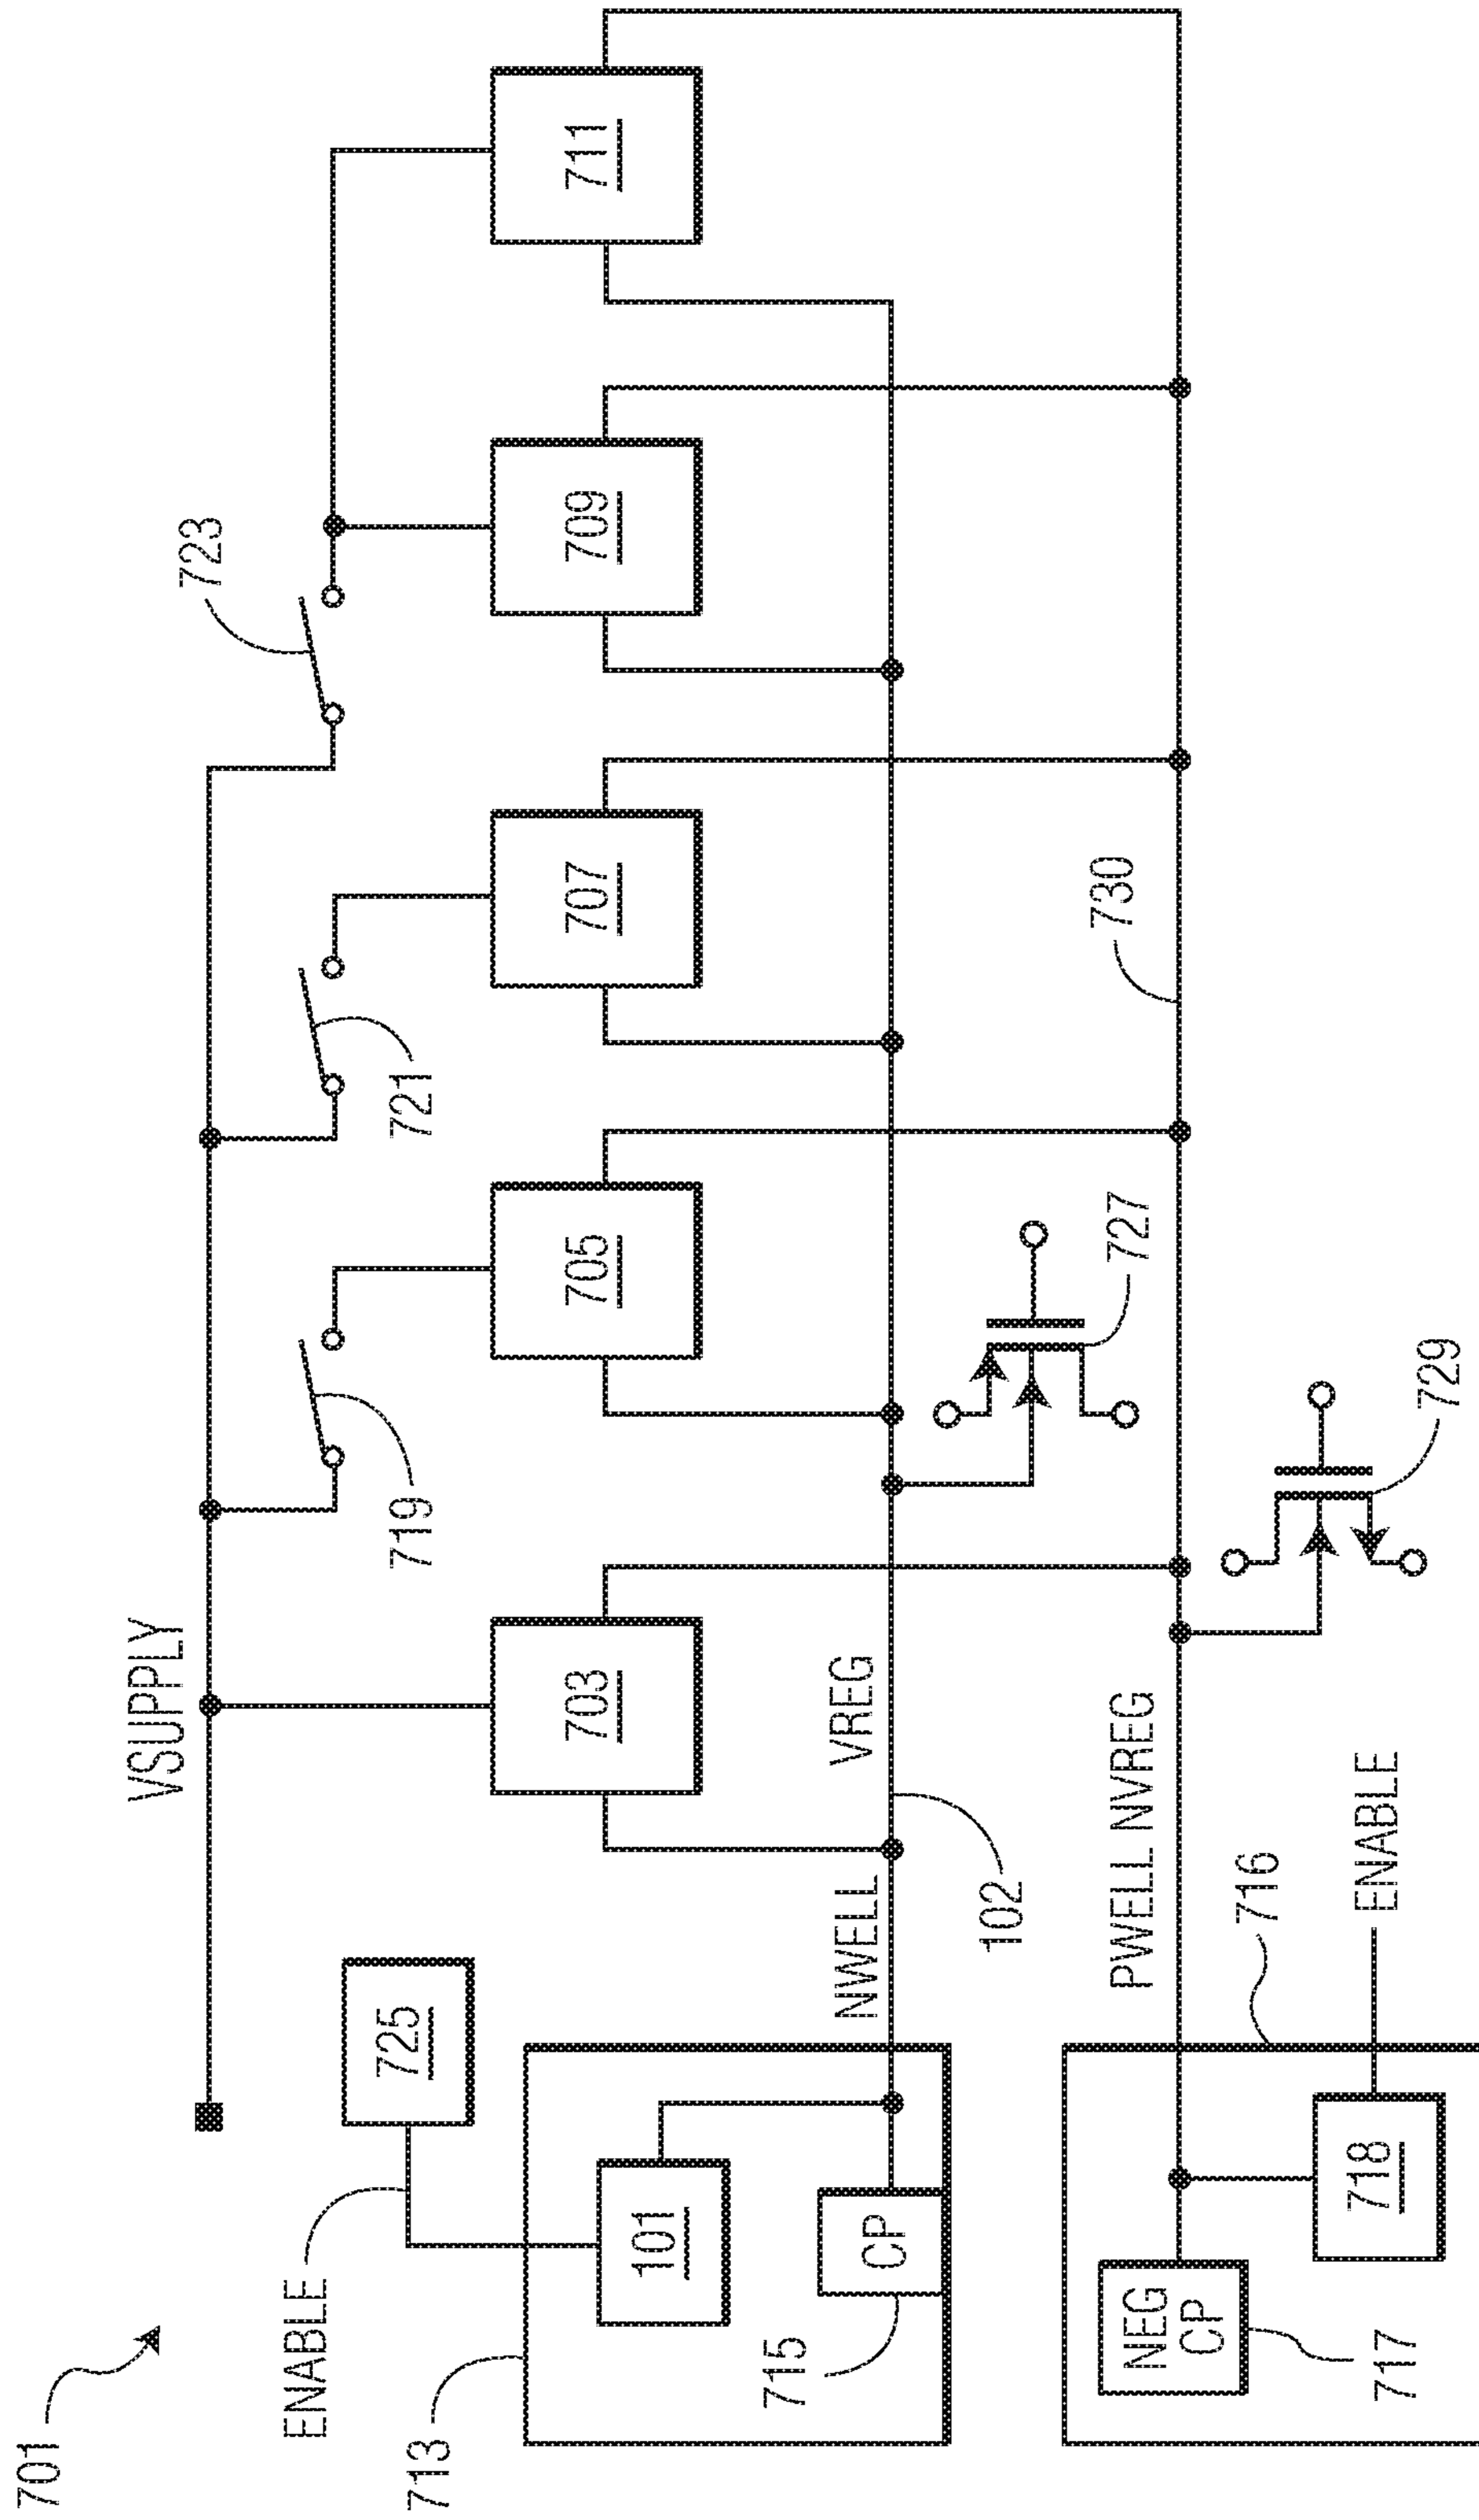 701
VSUPPLY
723
719
721
ENABLE
725
703
705
707
709
711
713
101
715
CP
NWELL
VREG
102
727
730
NEG
CP
717
718
716
PWELL NVREG
ENABLE
729